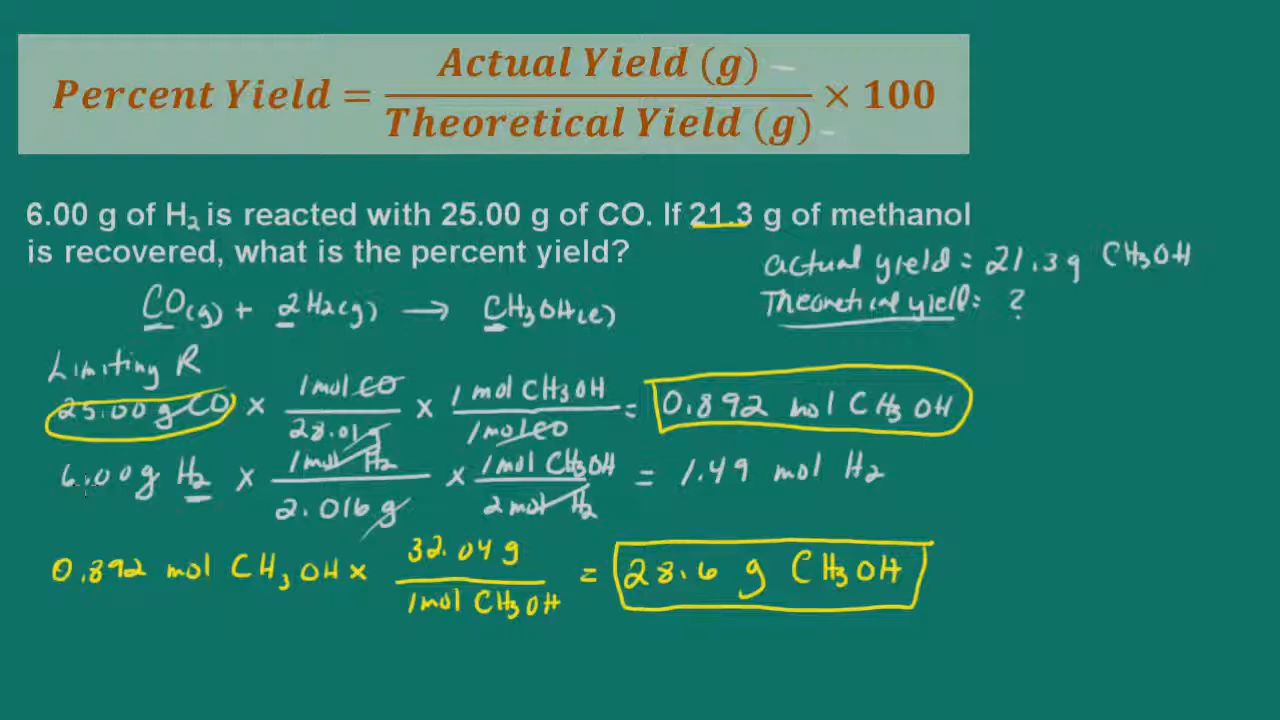 Percent Yield = Actual Yield (g) / Theoretical Yield (g) × 100
6.00 g of H₂ is reacted with 25.00 g of CO. If 21.3 g of methanol
is recovered, what is the percent yield?
Actual yield = 21.3 g CH₃OH
Theoretical yield = ?
CO(g) + 2H₂(g) → CH₃OH(l)
Limiting R
25.00 g CO × 1 mol CO / 28.01 g × 1 mol CH₃OH / 1 mol CO = 0.892 mol CH₃OH
6.00 g H₂ × 1 mol H₂ / 2.016 g × 1 mol CH₃OH / 2 mol H₂ = 1.49 mol H₂
0.892 mol CH₃OH × 32.04 g / 1 mol CH₃OH = 28.6 g CH₃OH